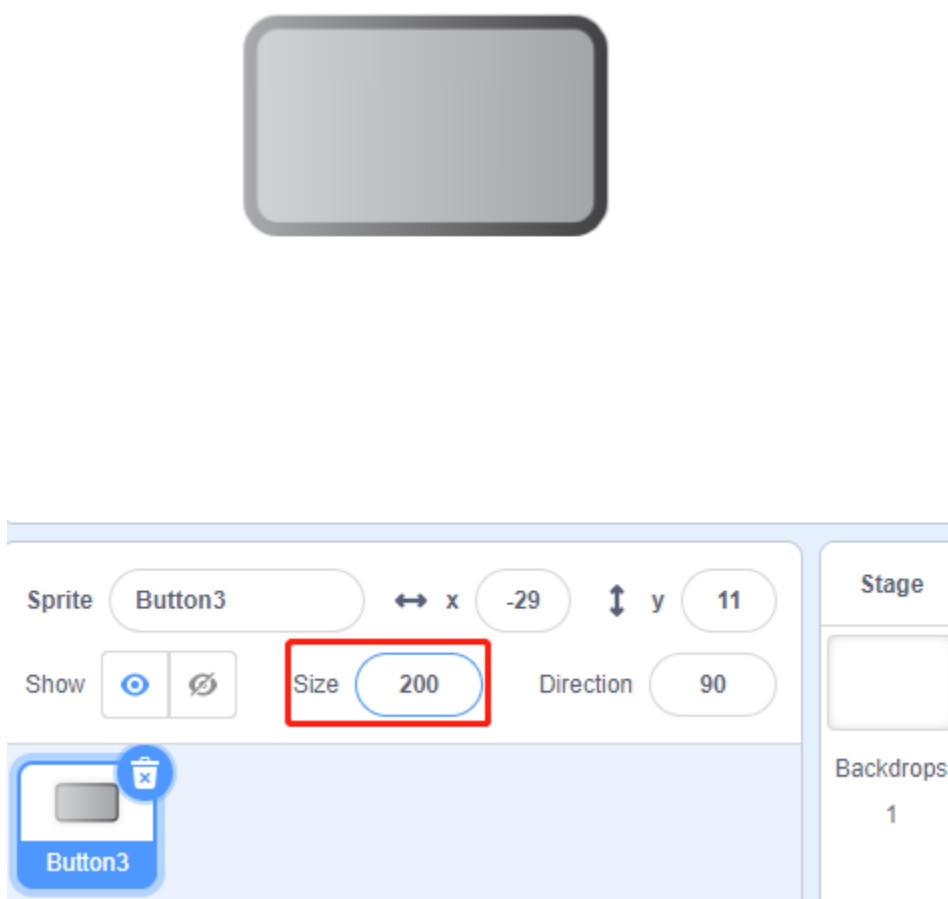 Sprite Button3 x -29 y 11 Stage
Show Size 200 Direction 90
Backdrops
1
Button3